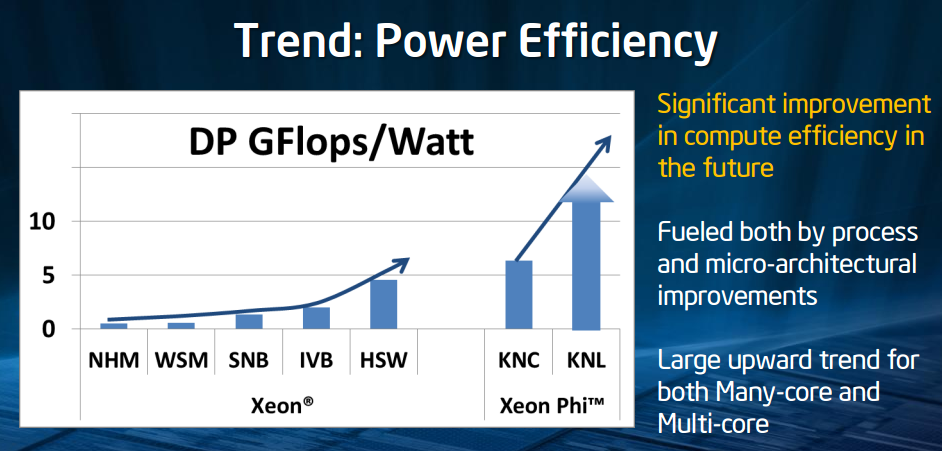 Trend: Power Efficiency
DP GFlops/Watt
10
5
0
NHM WSM SNB IVB HSW KNC KNL
Xeon® Xeon Phi™
Significant improvement
in compute efficiency in
the future
Fueled both by process
and micro-architectural
improvements
Large upward trend for
both Many-core and
Multi-core